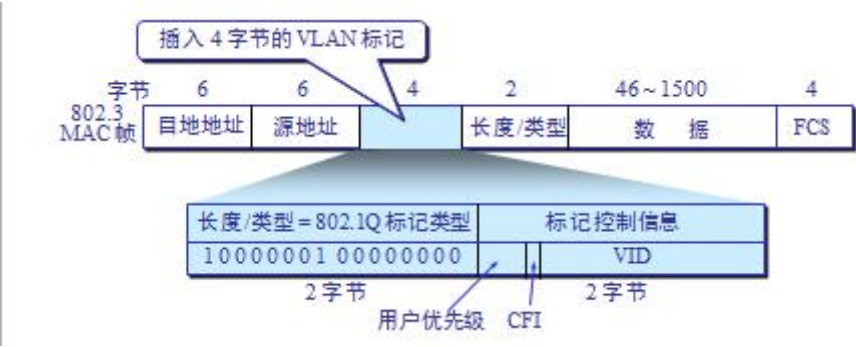 插入 4 字节的 VLAN 标记
字节 6 6 4 2 46~1500 4
802.3
MAC 帧 目地地址 源地址 长度/类型 数 据 FCS
长度/类型=802.1Q 标记类型 标记控制信息
10000001 00000000 VID
2 字节 2 字节
用户优先级 CFI